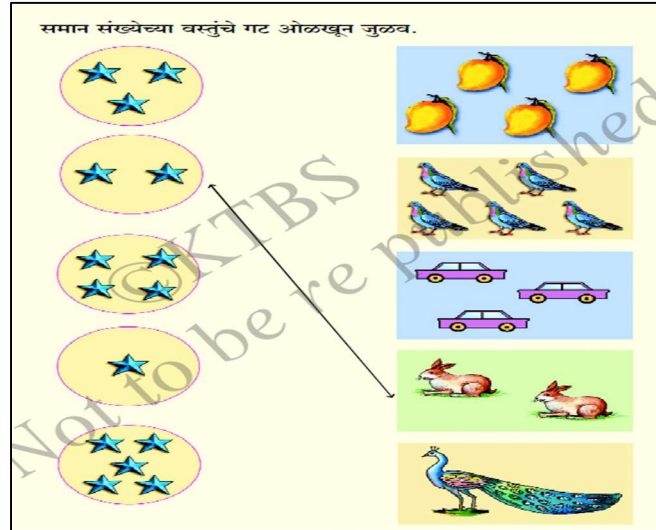 समान संख्येच्या वस्तुंचे गट ओळखून जुळव.
©KTBS
Not to be re published